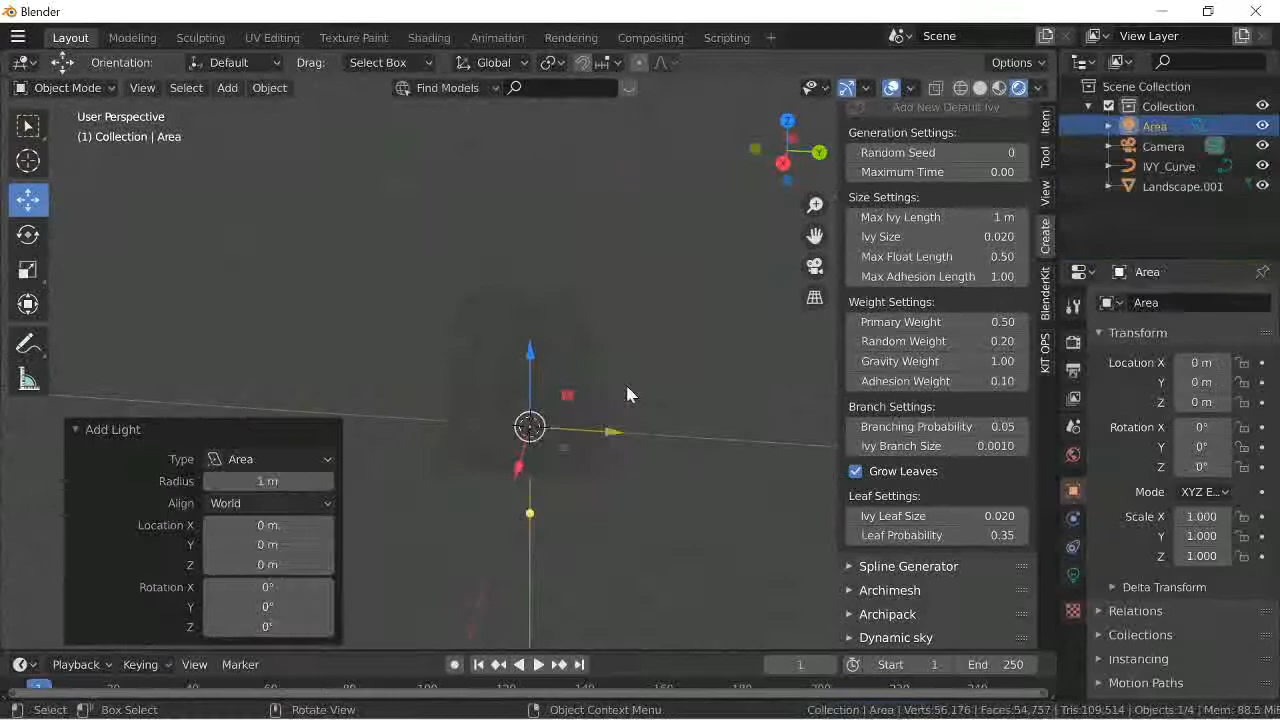 Blender
Layout Modeling Sculpting UV Editing Texture Paint Shading Animation Rendering Compositing Scripting + Scene View Layer
Orientation: Default Drag: Select Box Global Options
Object Mode View Select Add Object Find Models
User Perspective
(1) Collection | Area
Z
Y
X
Add New Default Ivy
Generation Settings:
Random Seed 0
Maximum Time 0.00
Size Settings:
Max Ivy Length 1 m
Ivy Size 0.020
Max Float Length 0.50
Max Adhesion Length 1.00
Weight Settings:
Primary Weight 0.50
Random Weight 0.20
Gravity Weight 1.00
Adhesion Weight 0.10
Branch Settings:
Branching Probability 0.05
Ivy Branch Size 0.0010
Grow Leaves
Leaf Settings:
Ivy Leaf Size 0.020
Leaf Probability 0.35
Spline Generator
Archimesh
Archipack
Dynamic sky
Item
Tool
View
Create
BlenderKit
KIT OPS
Scene Collection
Collection
Area
Camera
IVY_Curve
Landscape.001
Area
Area
Transform
Location X 0 m
Y 0 m
Z 0 m
Rotation X 0°
Y 0°
Z 0°
Mode XYZ E...
Scale X 1.000
Y 1.000
Z 1.000
Delta Transform
Relations
Collections
Instancing
Motion Paths
Add Light
Type Area
Radius 1 m
Align World
Location X 0 m
Y 0 m
Z 0 m
Rotation X 0°
Y 0°
Z 0°
Playback Keying View Marker 1 Start 1 End 250
Select Box Select Rotate View Object Context Menu Collection | Area | Verts:56,176 | Faces:54,757 | Tris:109,514 | Objects:1/4 | Mem: 88.5 MiB